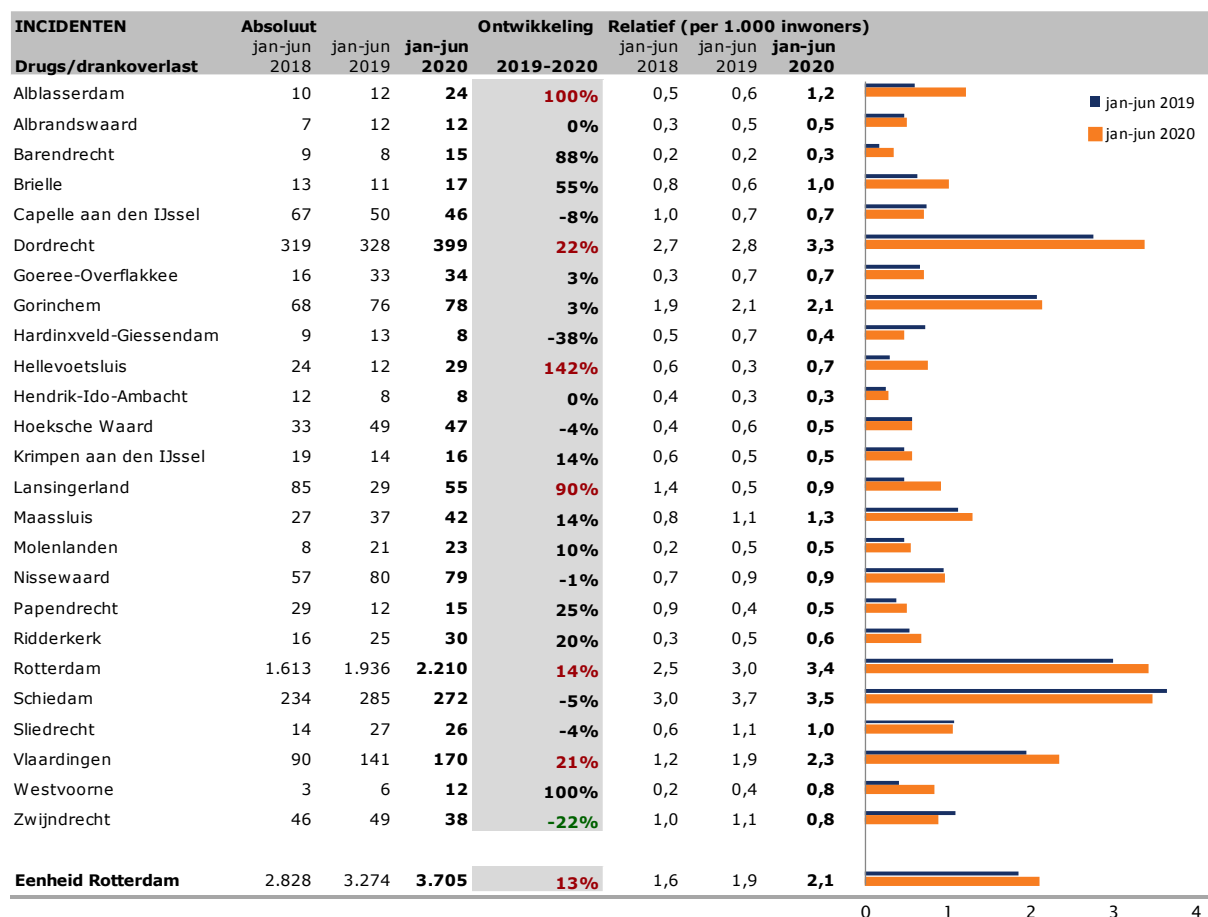 INCIDENTEN Absoluut Ontwikkeling Relatief (per 1.000 inwoners)
jan-jun jan-jun jan-jun jan-jun jan-jun jan-jun
Drugs/drankoverlast 2018 2019 2020 2019-2020 2018 2019 2020
Alblasserdam 10 12 24 100% 0,5 0,6 1,2
jan-jun 2019
Albrandswaard 7 12 12 0% 0,3 0,5 0,5
jan-jun 2020
Barendrecht 9 8 15 88% 0,2 0,2 0,3
Brielle 13 11 17 55% 0,8 0,6 1,0
Capelle aan den IJssel 67 50 46 -8% 1,0 0,7 0,7
Dordrecht 319 328 399 22% 2,7 2,8 3,3
Goeree-Overflakkee 16 33 34 3% 0,3 0,7 0,7
Gorinchem 68 76 78 3% 1,9 2,1 2,1
Hardinxveld-Giessendam 9 13 8 -38% 0,5 0,7 0,4
Hellevoetsluis 24 12 29 142% 0,6 0,3 0,7
Hendrik-Ido-Ambacht 12 8 8 0% 0,4 0,3 0,3
Hoeksche Waard 33 49 47 -4% 0,4 0,6 0,5
Krimpen aan den IJssel 19 14 16 14% 0,6 0,5 0,5
Lansingerland 85 29 55 90% 1,4 0,5 0,9
Maassluis 27 37 42 14% 0,8 1,1 1,3
Molenlanden 8 21 23 10% 0,2 0,5 0,5
Nissewaard 57 80 79 -1% 0,7 0,9 0,9
Papendrecht 29 12 15 25% 0,9 0,4 0,5
Ridderkerk 16 25 30 20% 0,3 0,5 0,6
Rotterdam 1.613 1.936 2.210 14% 2,5 3,0 3,4
Schiedam 234 285 272 -5% 3,0 3,7 3,5
Sliedrecht 14 27 26 -4% 0,6 1,1 1,0
Vlaardingen 90 141 170 21% 1,2 1,9 2,3
Westvoorne 3 6 12 100% 0,2 0,4 0,8
Zwijndrecht 46 49 38 -22% 1,0 1,1 0,8
Eenheid Rotterdam 2.828 3.274 3.705 13% 1,6 1,9 2,1
0 1 2 3 4